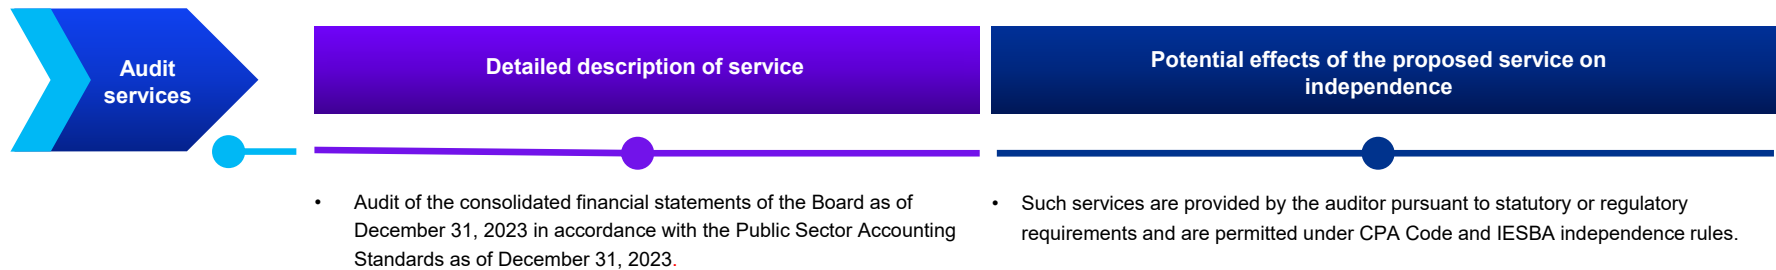 Audit
services
Detailed description of service
Potential effects of the proposed service on
independence
• Audit of the consolidated financial statements of the Board as of
December 31, 2023 in accordance with the Public Sector Accounting
Standards as of December 31, 2023.
• Such services are provided by the auditor pursuant to statutory or regulatory
requirements and are permitted under CPA Code and IESBA independence rules.